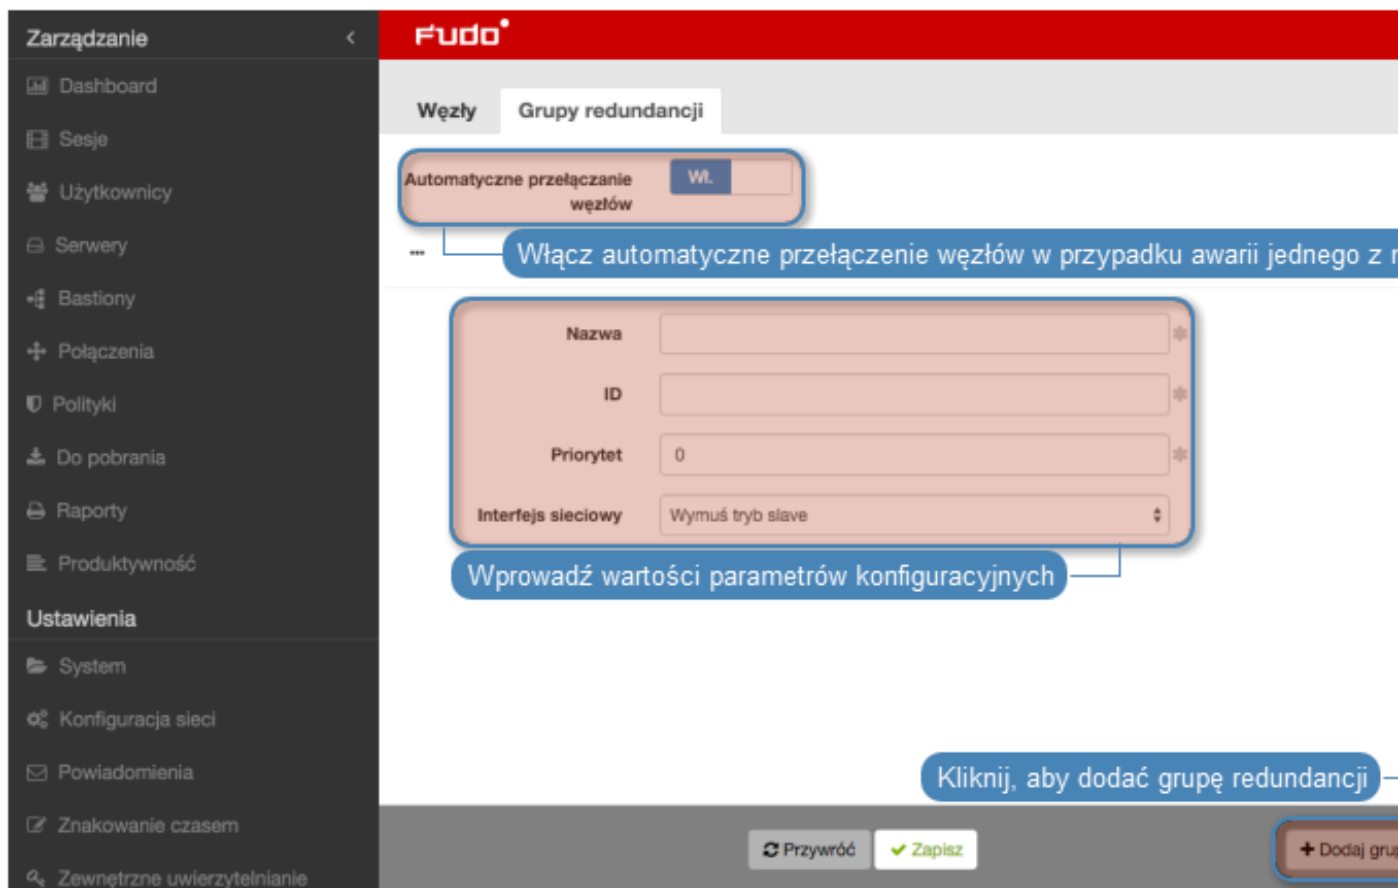 Zarządzanie
Dashboard
Sesje
Użytkownicy
Serwery
Bastiony
Połączenia
Polityki
Do pobrania
Raporty
Produktywność
Ustawienia
System
Konfiguracja sieci
Powiadomienia
Znakowanie czasem
Zewnętrzne uwierzytelnianie
FUDO
Węzły
Grupy redundancji
Automatyczne przełączanie
węzłów
Wł.
Włącz automatyczne przełączenie węzłów w przypadku awarii jednego z
Nazwa
ID
Priorytet
0
Interfejs sieciowy
Wymuś tryb slave
Wprowadź wartości parametrów konfiguracyjnych
Kliknij, aby dodać grupę redundancji
Przywróć
Zapisz
+ Dodaj